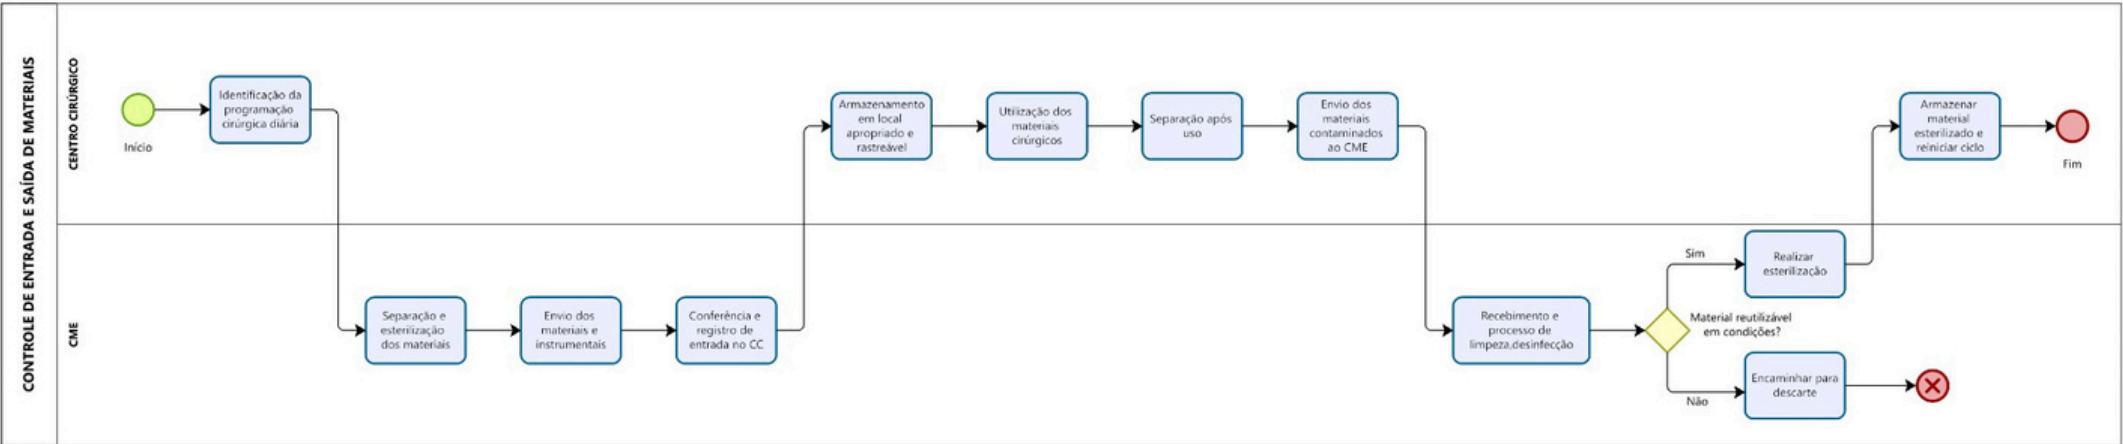 CONTROLE DE ENTRADA E SAÍDA DE MATERIAIS
CENTRO CIRÚRGICO
Início
Identificação da
programação
cirúrgica diária
Armazenamento
em local
apropriado e
rastreável
Utilização dos
materiais
cirúrgicos
Separação após
uso
Envio dos
materiais
contaminados
ao CME
Armazenar
material
esterilizado e
reiniciar ciclo
Fim
CME
Separação e
esterilização
dos materiais
Envio dos
materiais e
instrumentais
Conferência e
registro de
entrada no CC
Recebimento e
processo de
limpeza,desinfecção
Material reutilizável
em condições?
Sim
Realizar
esterilização
Não
Encaminhar para
descarte